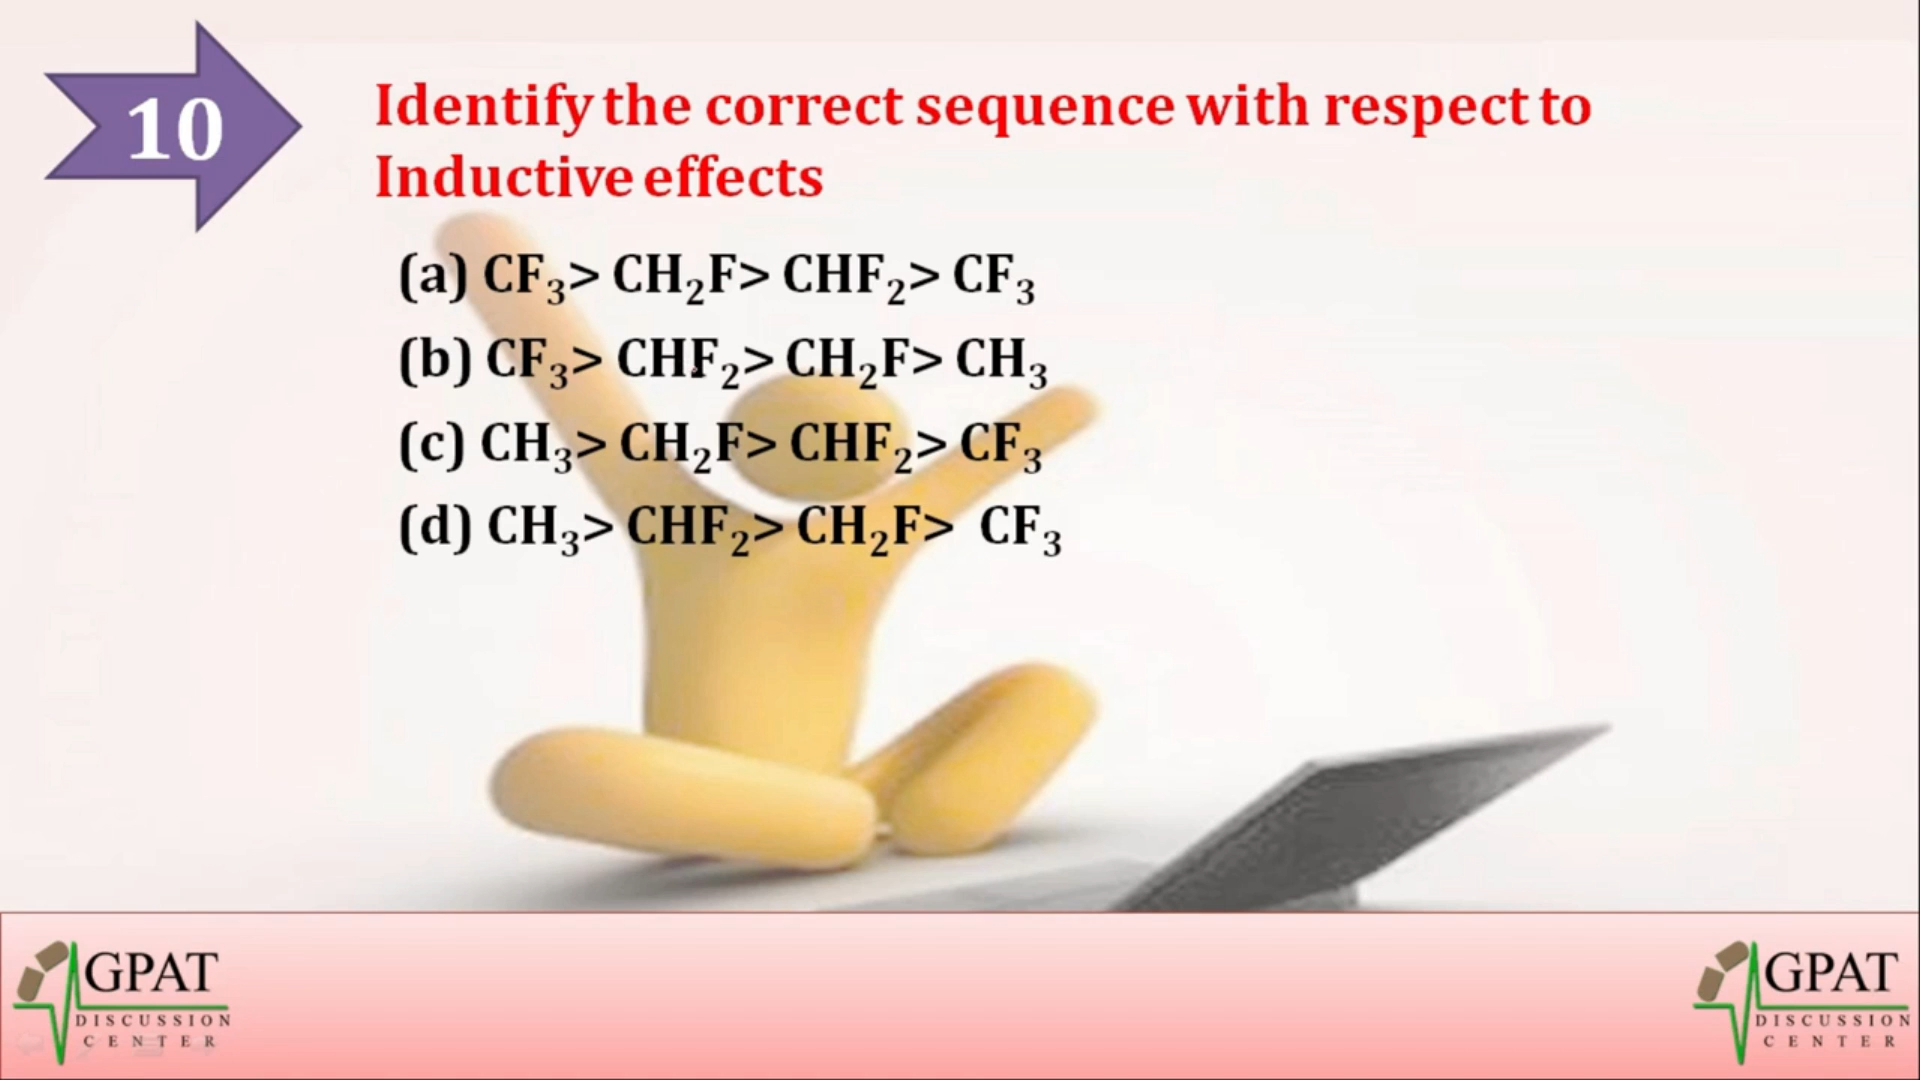 10
Identify the correct sequence with respect to
Inductive effects
(a) CF₃> CH₂F> CHF₂> CF₃
(b) CF₃> CHF₂> CH₂F> CH₃
(c) CH₃> CH₂F> CHF₂> CF₃
(d) CH₃> CHF₂> CH₂F> CF₃
GPAT
DISCUSSION
CENTER
GPAT
DISCUSSION
CENTER